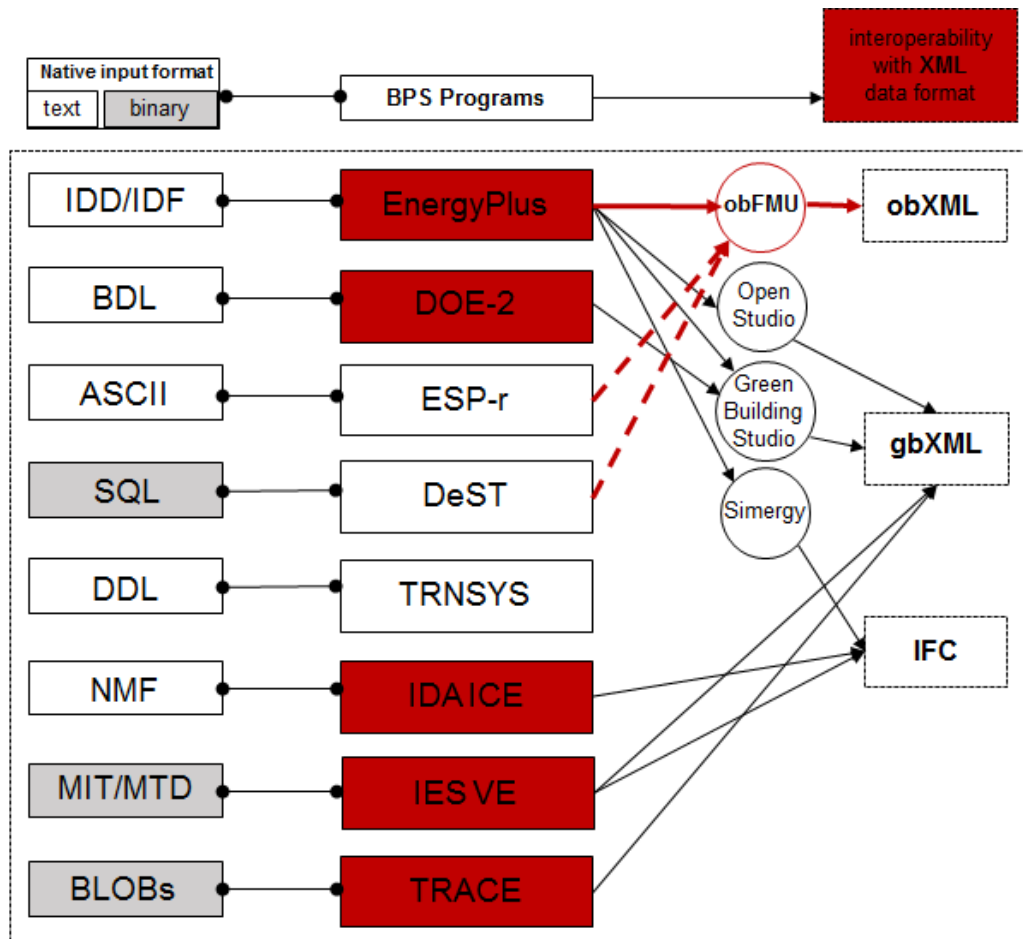 Native input format
text
binary
BPS Programs
interoperability
with XML
data format
IDD/IDF
EnergyPlus
obFMU
obXML
BDL
DOE-2
Open
Studio
ASCII
ESP-r
Green
Building
Studio
gbXML
SQL
DeST
Simergy
DDL
TRNSYS
IFC
NMF
IDA ICE
MIT/MTD
IES VE
BLOBs
TRACE